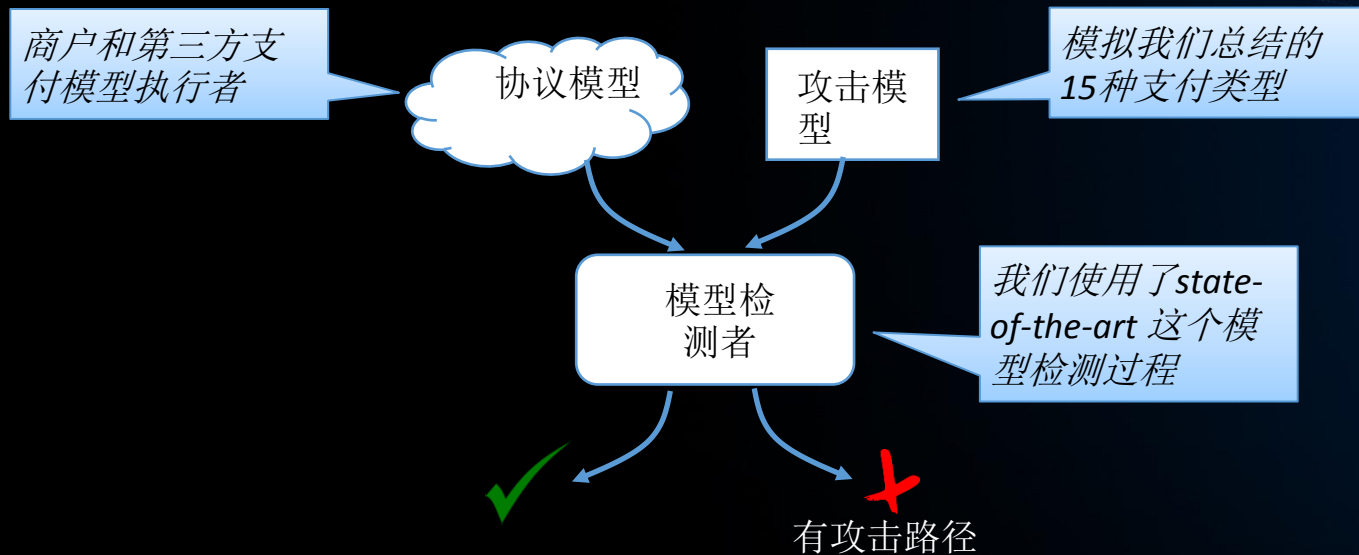 商户和第三方支
付模型执行者
协议模型
攻击模
型
模拟我们总结的
15种支付类型
模型检
测者
我们使用了state-
of-the-art 这个模
型检测过程
有攻击路径